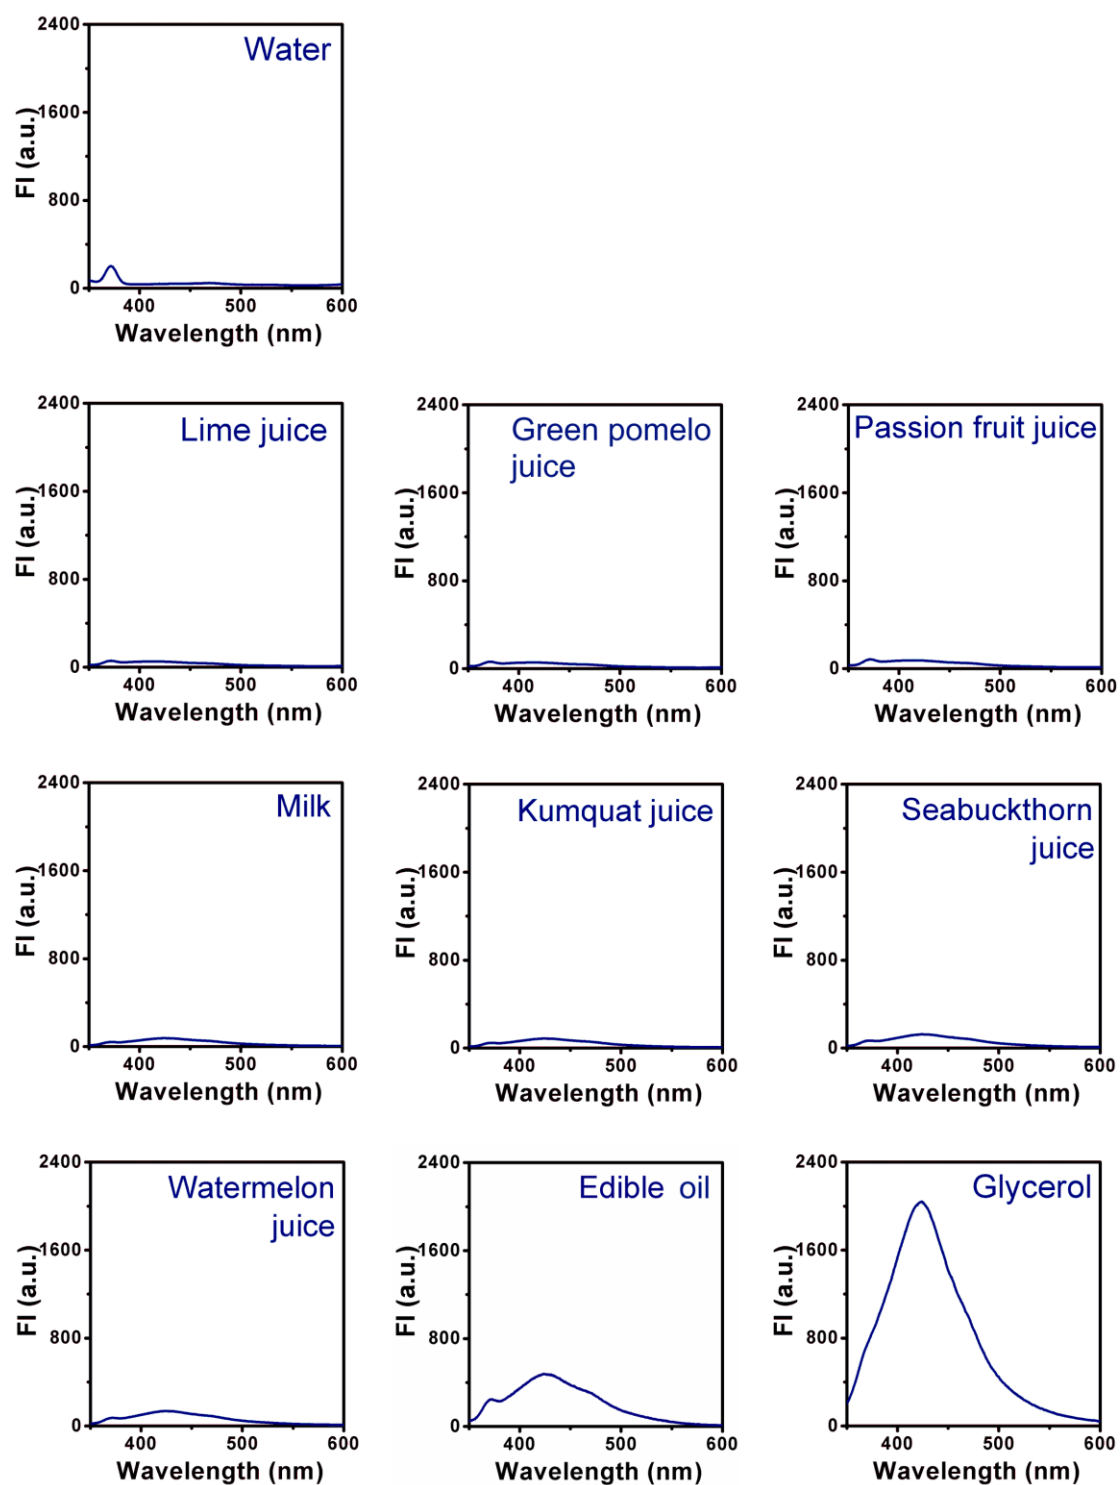 2400
Water
1600
FI (a.u.)
800
0
400 500 600
Wavelength (nm)
2400
Lime juice
1600
FI (a.u.)
800
0
400 500 600
Wavelength (nm)
2400
Green pomelo
juice
1600
FI (a.u.)
800
0
400 500 600
Wavelength (nm)
2400
Passion fruit juice
1600
FI (a.u.)
800
0
400 500 600
Wavelength (nm)
2400
Milk
1600
FI (a.u.)
800
0
400 500 600
Wavelength (nm)
2400
Kumquat juice
1600
FI (a.u.)
800
0
400 500 600
Wavelength (nm)
2400
Seabuckthorn
juice
1600
FI (a.u.)
800
0
400 500 600
Wavelength (nm)
2400
Watermelon
juice
1600
FI (a.u.)
800
0
400 500 600
Wavelength (nm)
2400
Edible oil
1600
FI (a.u.)
800
0
400 500 600
Wavelength (nm)
2400
Glycerol
1600
FI (a.u.)
800
0
400 500 600
Wavelength (nm)